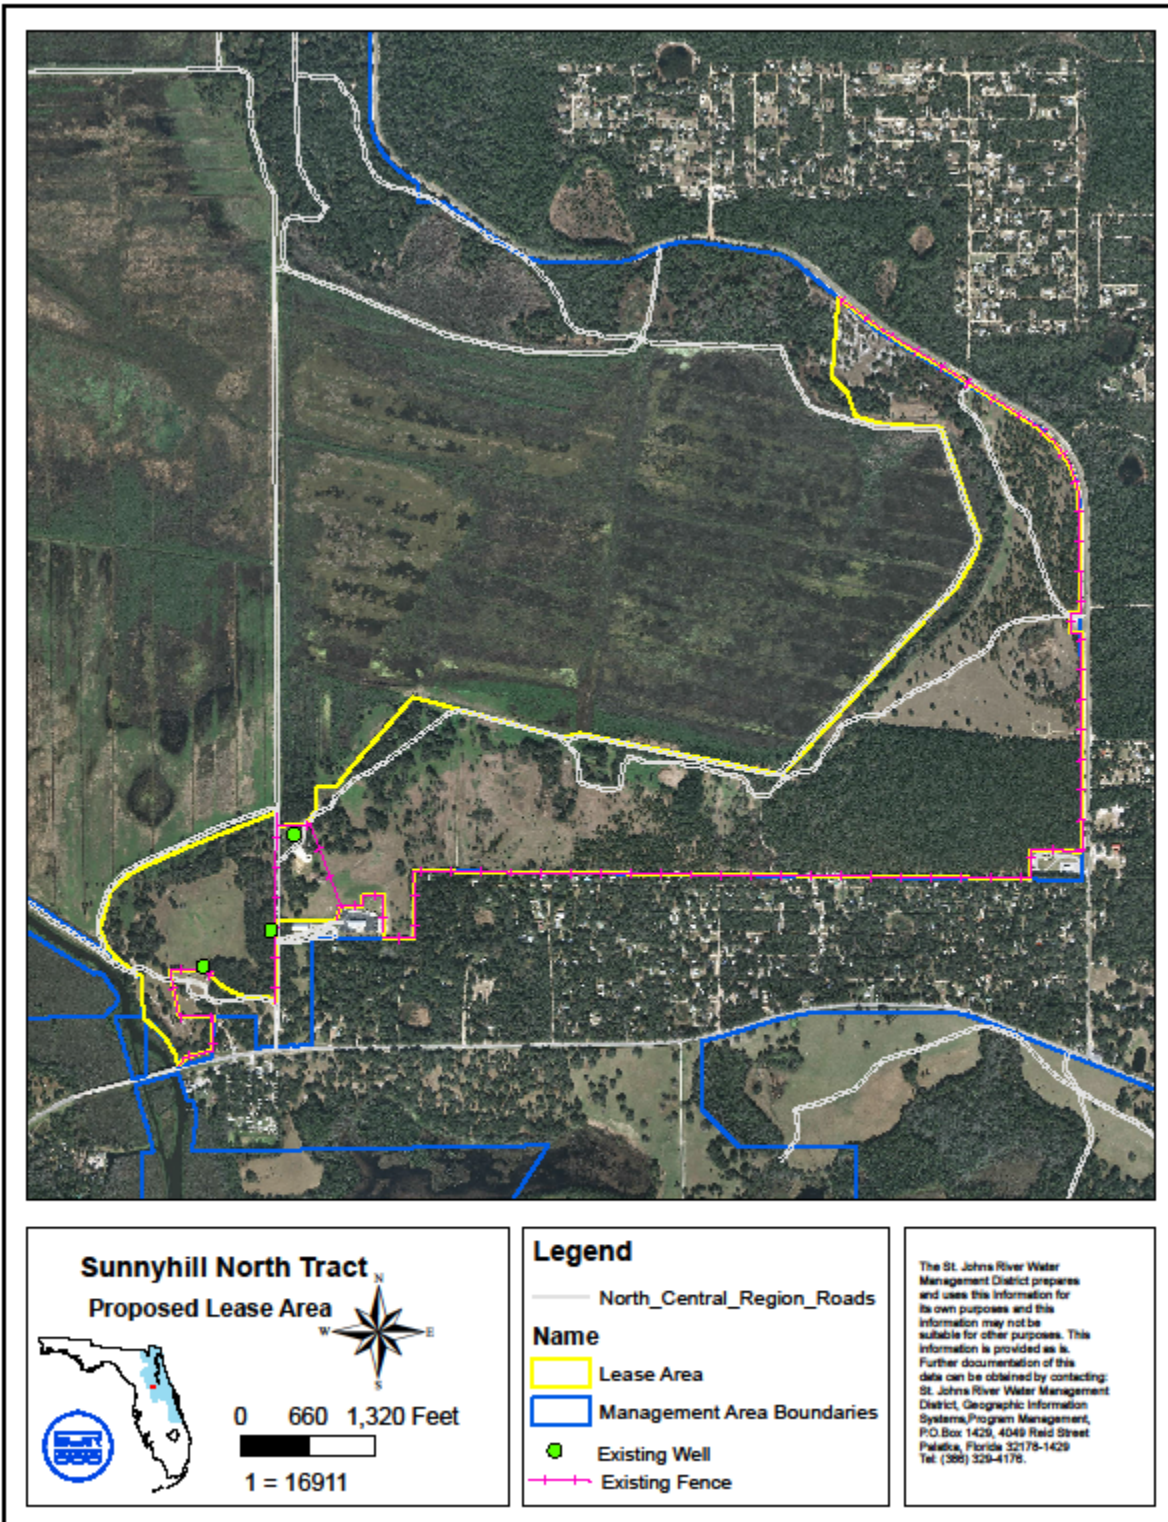 Sunnyhill North Tract
Proposed Lease Area
N
W
E
S
0 660 1,320 Feet
1 = 16911
Legend
North_Central_Region_Roads
Name
Lease Area
Management Area Boundaries
Existing Well
Existing Fence
The St. Johns River Water
Management District prepares
and uses this information for
its own purposes and this
information may not be
suitable for other purposes. This
information is provided as is.
Further documentation of this
data can be obtained by contacting:
St. Johns River Water Management
District, Geographic Information
Systems,Program Management,
P.O.Box 1429, 4049 Reid Street
Palatka, Florida 32178-1429
Tel: (386) 329-4176.